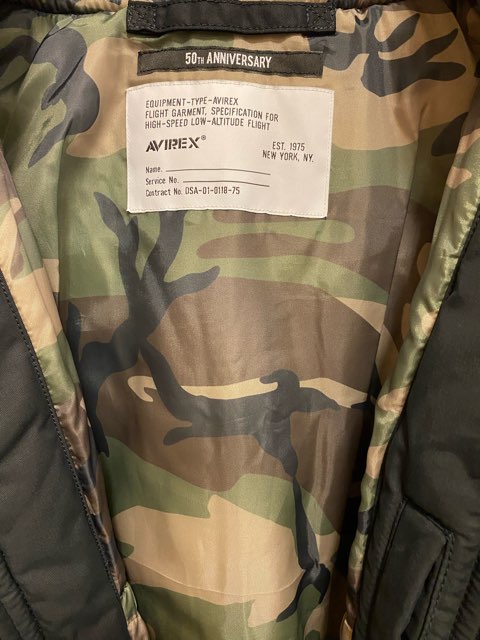 50TH ANNIVERSARY
EQUIPMENT-TYPE-AVIREX
FLIGHT GARMENT, SPECIFICATION FOR
HIGH-SPEED LOW-ALTITUDE FLIGHT
AVIREX®
EST. 1975
NEW YORK, NY.
Name.
Service No.
Contract No. DSA-01-0118-75